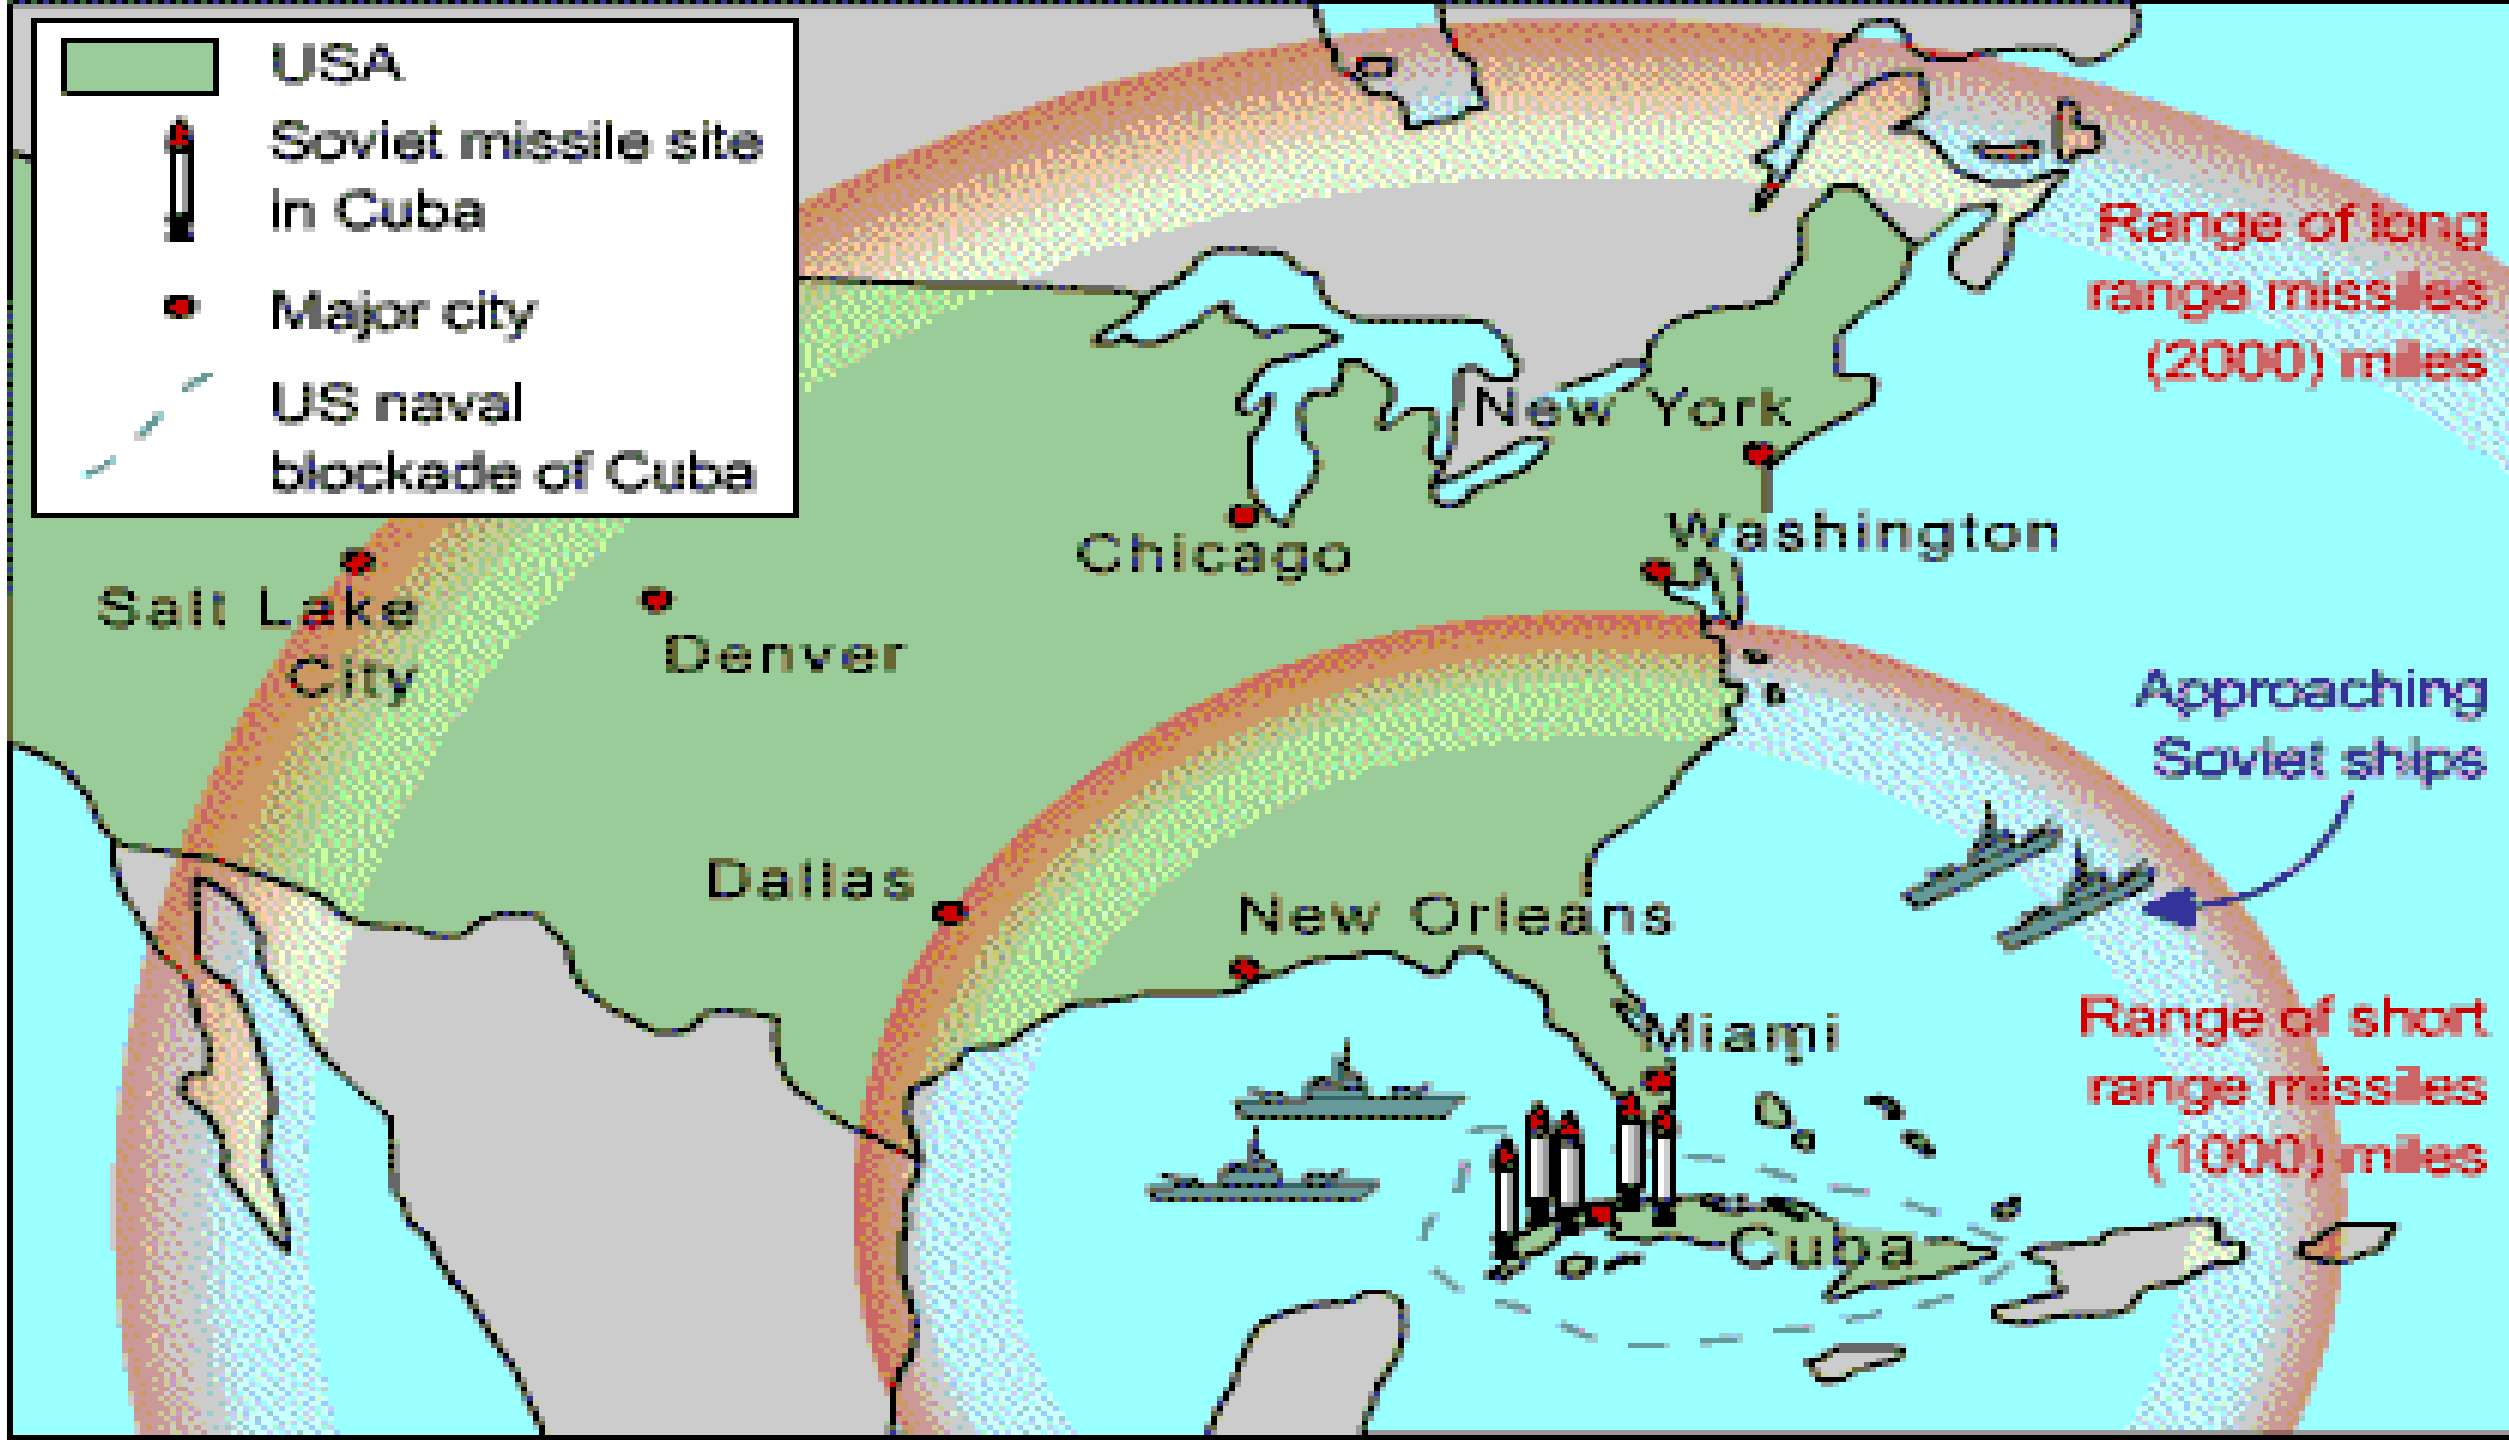 USA
Soviet missile site
in Cuba
Major city
US naval
blockade of Cuba
Range of long
range missiles
(2000) miles
New York
Washington
Chicago
Salt Lake
City
Denver
Approaching
Soviet ships
Dallas
New Orleans
Miami
Range of short
range missiles
(1000) miles
Cuba